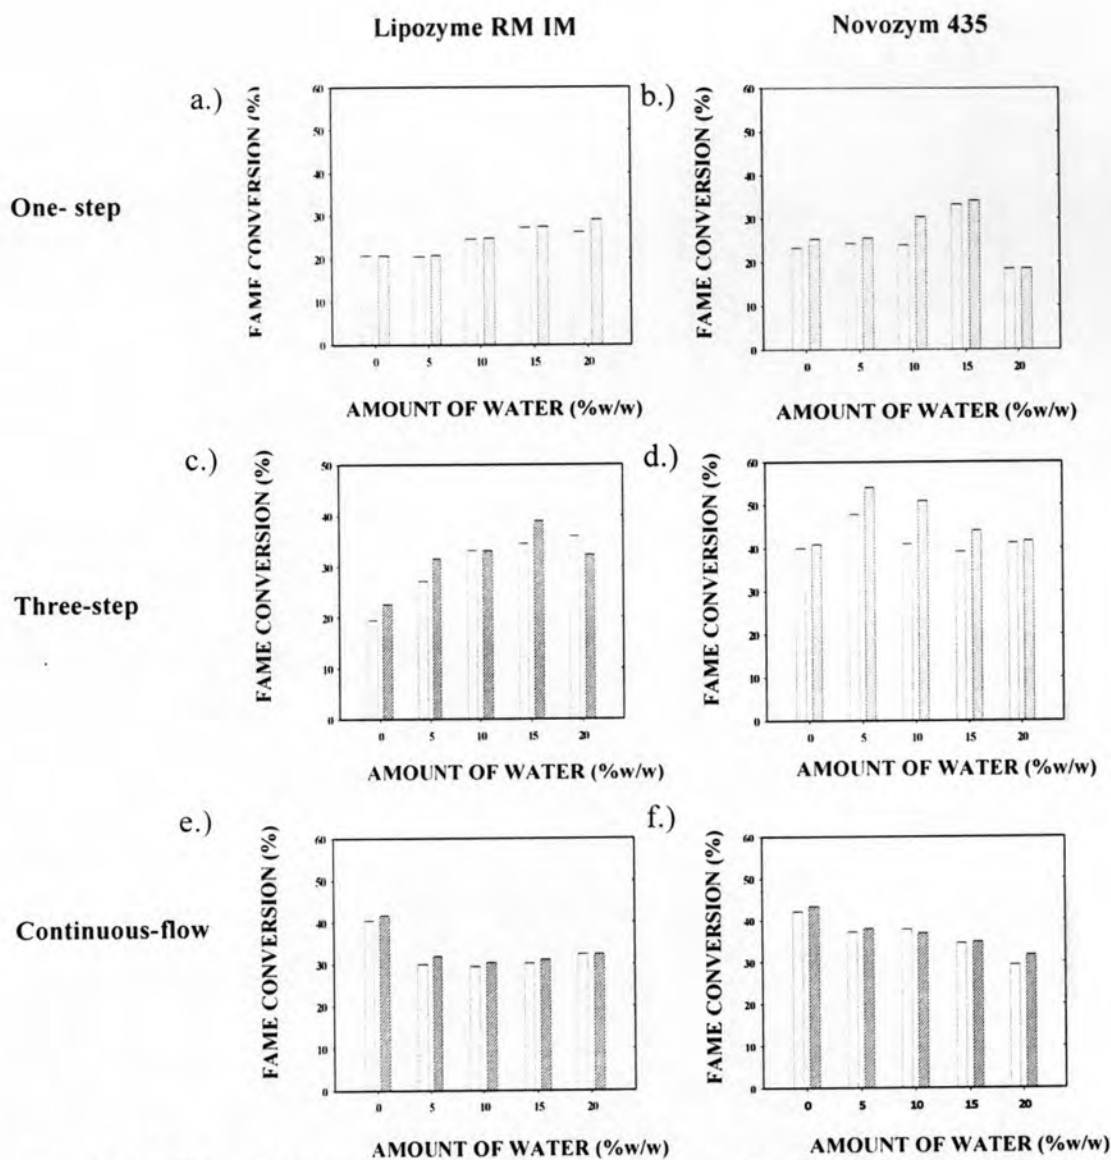 Lipozyme RM IM
Novozym 435
One- step
a.)
FAME CONVERSION (%)
60
50
40
30
20
10
0
0 5 10 15 20
AMOUNT OF WATER (%w/w)
b.)
FAME CONVERSION (%)
60
50
40
30
20
10
0
0 5 10 15 20
AMOUNT OF WATER (%w/w)
Three-step
c.)
FAME CONVERSION (%)
50
40
30
20
10
0
0 5 10 15 20
AMOUNT OF WATER (%w/w)
d.)
FAME CONVERSION (%)
60
50
40
30
20
10
0
0 5 10 15 20
AMOUNT OF WATER (%w/w)
Continuous-flow
e.)
FAME CONVERSION (%)
60
50
40
30
20
10
0
0 5 10 15 20
AMOUNT OF WATER (%w/w)
f.)
FAME CONVERSION (%)
60
50
40
30
20
10
0
0 5 10 15 20
AMOUNT OF WATER (%w/w)